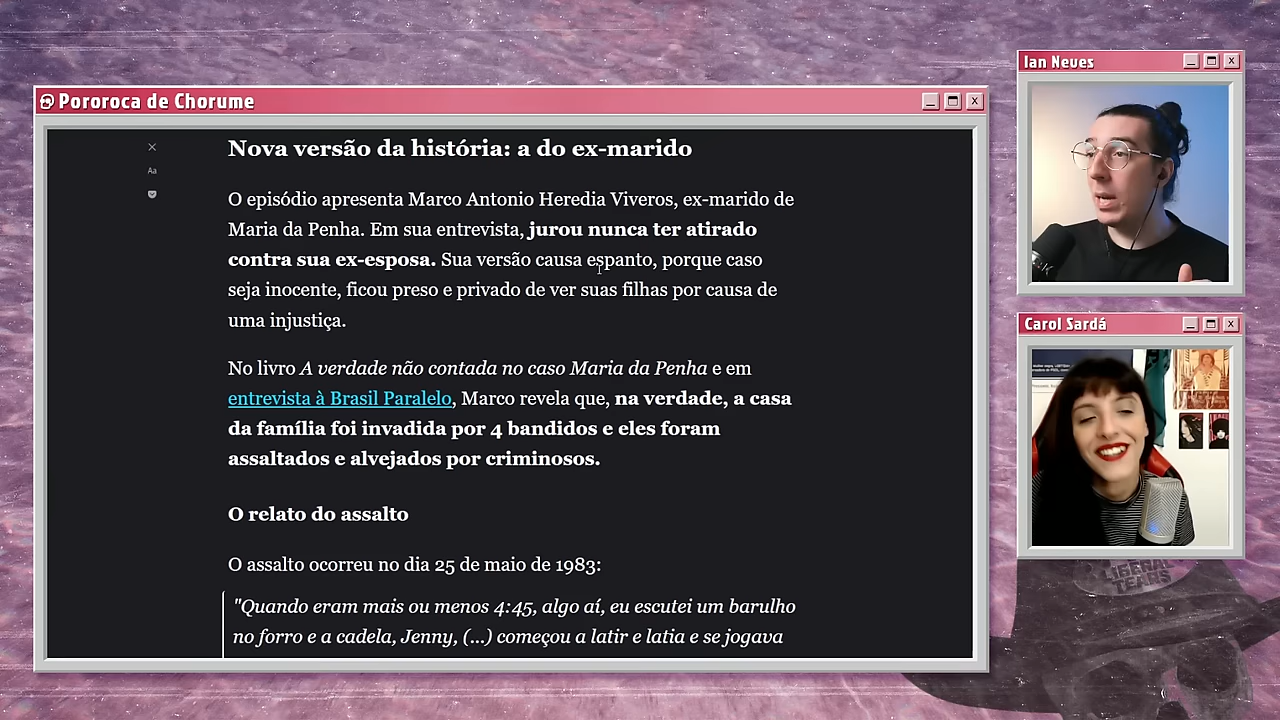 Pororoca de Chorume
Nova versão da história: a do ex-marido
O episódio apresenta Marco Antonio Heredia Viveros, ex-marido de
Maria da Penha. Em sua entrevista, jurou nunca ter atirado
contra sua ex-esposa. Sua versão causa espanto, porque caso
seja inocente, ficou preso e privado de ver suas filhas por causa de
uma injustiça.
No livro A verdade não contada no caso Maria da Penha e em
entrevista à Brasil Paralelo, Marco revela que, na verdade, a casa
da família foi invadida por 4 bandidos e eles foram
assaltados e alvejados por criminosos.
O relato do assalto
O assalto ocorreu no dia 25 de maio de 1983:
"Quando eram mais ou menos 4:45, algo aí, eu escutei um barulho
no forro e a cadela, Jenny, (...) começou a latir e latia e se jogava
Aa
Ian Neves
Carol Sardá
LIBERAL
TEARS